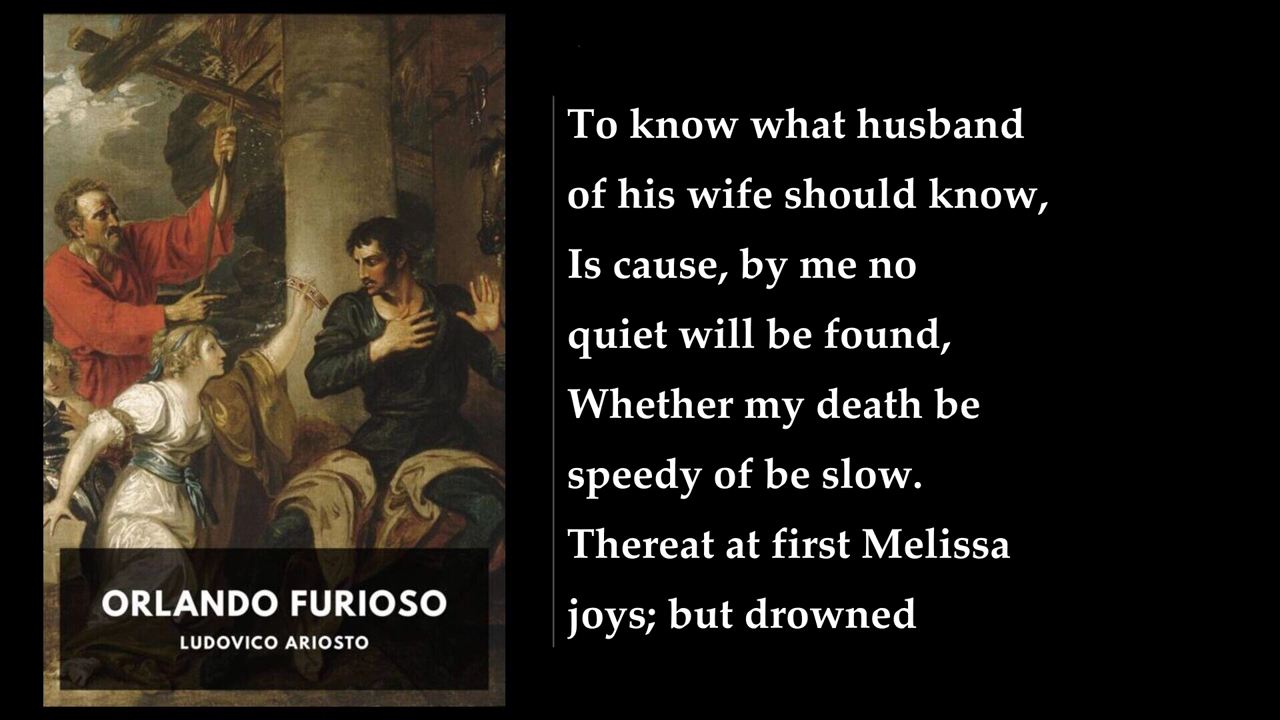 ORLANDO FURIOSO
LUDOVICO ARIOSTO
To know what husband
of his wife should know,
Is cause, by me no
quiet will be found,
Whether my death be
speedy of be slow.
Thereat at first Melissa
joys; but drowned